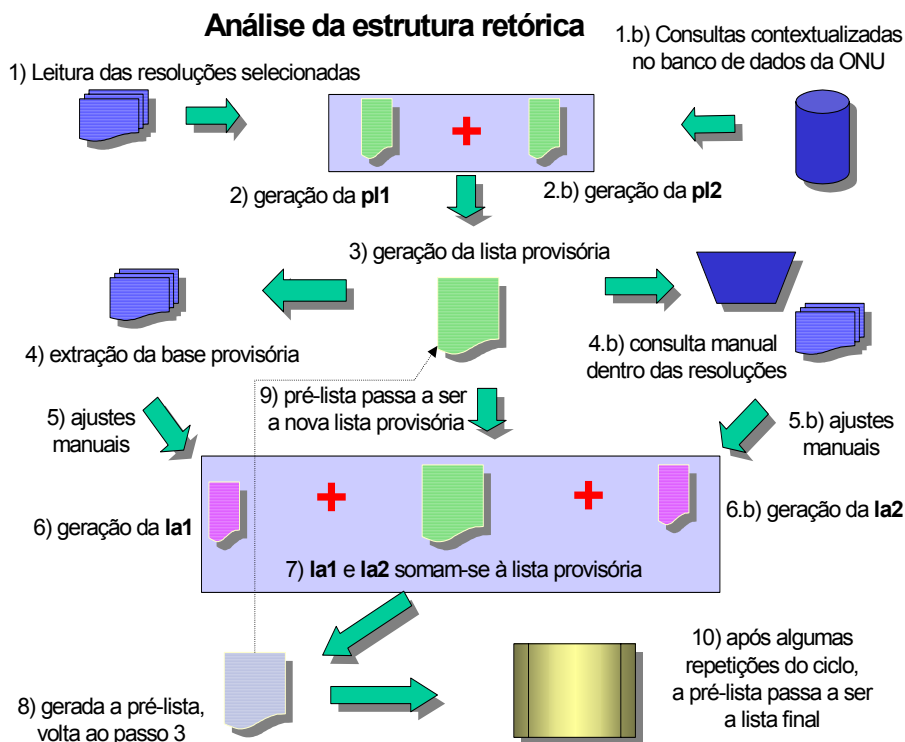 Análise da estrutura retórica
1) Leitura das resoluções selecionadas
1.b) Consultas contextualizadas
no banco de dados da ONU
2) geração da pl1
2.b) geração da pl2
3) geração da lista provisória
4) extração da base provisória
4.b) consulta manual
dentro das resoluções
5) ajustes
manuais
9) pré-lista passa a ser
a nova lista provisória
5.b) ajustes
manuais
6) geração da la1
6.b) geração da la2
7) la1 e la2 somam-se à lista provisória
8) gerada a pré-lista,
volta ao passo 3
10) após algumas
repetições do ciclo,
a pré-lista passa a ser
a lista final